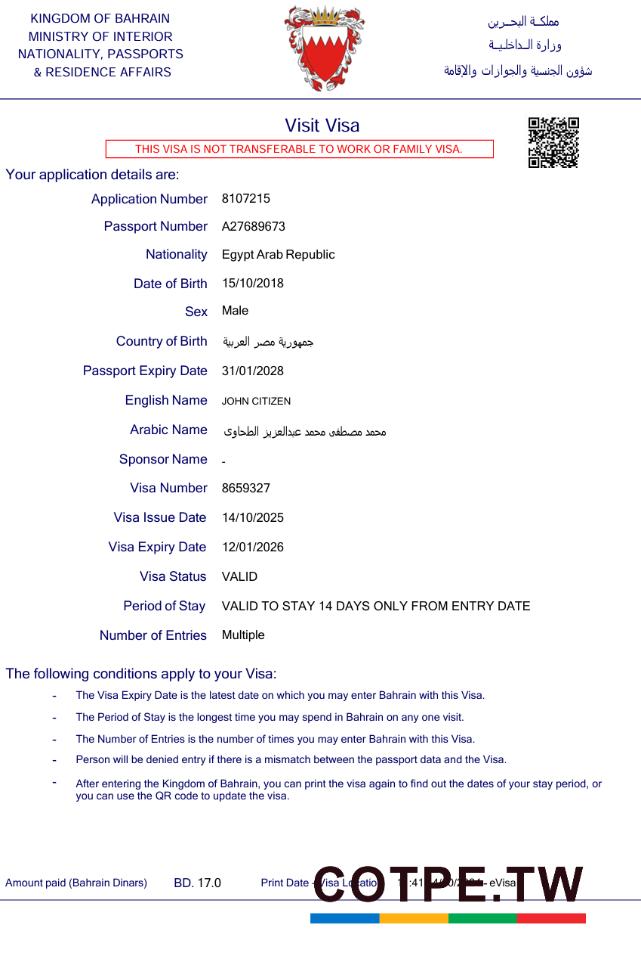 KINGDOM OF BAHRAIN
MINISTRY OF INTERIOR
NATIONALITY, PASSPORTS
& RESIDENCE AFFAIRS
مملكـة البحـرين
وزارة الـداخليـة
شؤون الجنسية والجوازات والإقامة
Visit Visa
THIS VISA IS NOT TRANSFERABLE TO WORK OR FAMILY VISA.
Your application details are:
Application Number 8107215
Passport Number A27689673
Nationality Egypt Arab Republic
Date of Birth 15/10/2018
Sex Male
Country of Birth جمهورية مصر العربية
Passport Expiry Date 31/01/2028
English Name JOHN CITIZEN
Arabic Name محمد مصطفى محمد عبدالعزيز الطحاوى
Sponsor Name -
Visa Number 8659327
Visa Issue Date 14/10/2025
Visa Expiry Date 12/01/2026
Visa Status VALID
Period of Stay VALID TO STAY 14 DAYS ONLY FROM ENTRY DATE
Number of Entries Multiple
The following conditions apply to your Visa:
- The Visa Expiry Date is the latest date on which you may enter Bahrain with this Visa.
- The Period of Stay is the longest time you may spend in Bahrain on any one visit.
- The Number of Entries is the number of times you may enter Bahrain with this Visa.
- Person will be denied entry if there is a mismatch between the passport data and the Visa.
- After entering the Kingdom of Bahrain, you can print the visa again to find out the dates of your stay period, or
you can use the QR code to update the visa.
Amount paid (Bahrain Dinars) BD. 17.0 Print Date - Visa Location - eVisa
COTPE.TW